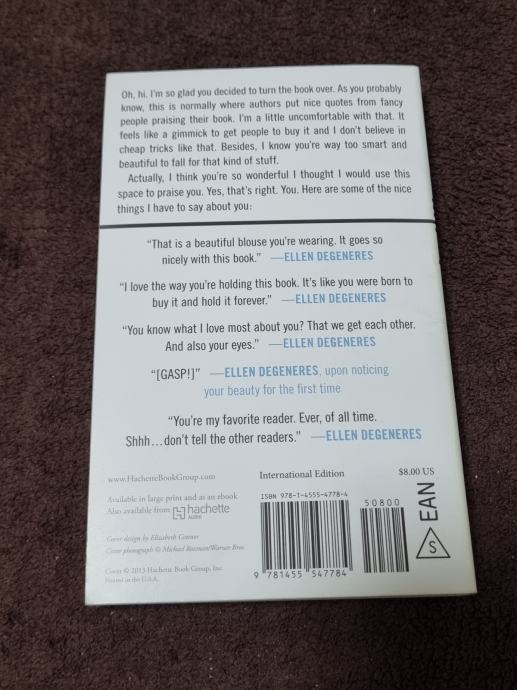 Oh, hi. I'm so glad you decided to turn the book over. As you probably
know, this is normally where authors put nice quotes from fancy
people praising their book. I'm a little uncomfortable with that. It
feels like a gimmick to get people to buy it and I don't believe in
cheap tricks like that. Besides, I know you're way too smart and
beautiful to fall for that kind of stuff.
Actually, I think you're so wonderful I thought I would use this
space to praise you. Yes, that's right. You. Here are some of the nice
things I have to say about you:
"That is a beautiful blouse you're wearing. It goes so
nicely with this book." —ELLEN DEGENERES
"I love the way you're holding this book. It's like you were born to
buy it and hold it forever." —ELLEN DEGENERES
"You know what I love most about you? That we get each other.
And also your eyes." —ELLEN DEGENERES
"[GASP!]" —ELLEN DEGENERES, upon noticing
your beauty for the first time
"You're my favorite reader. Ever, of all time.
Shhh...don't tell the other readers." —ELLEN DEGENERES
www.HachetteBookGroup.com
International Edition
$8.00 US
Available in large print and as an ebook
Also available from hachette
AUDIO
Cover design by Elizabeth Connor
Cover photograph © Michael Rozman/Warner Bros.
Cover © 2013 Hachette Book Group, Inc.
Printed in the U.S.A.
ISBN 978-1-4555-4778-4
50800
9 781455 547784
S
EAN